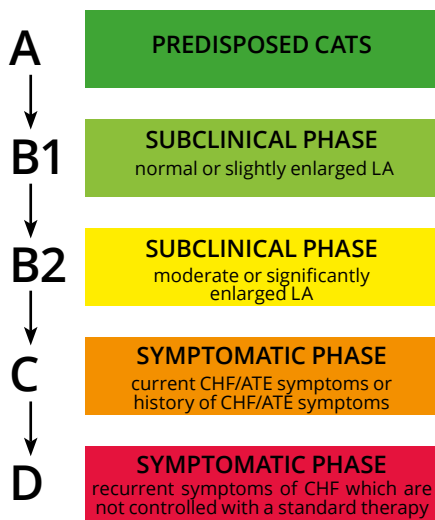 A
PREDISPOSED CATS
B1
SUBCLINICAL PHASE
normal or slightly enlarged LA
B2
SUBCLINICAL PHASE
moderate or significantly
enlarged LA
C
SYMPTOMATIC PHASE
current CHF/ATE symptoms or
history of CHF/ATE symptoms
D
SYMPTOMATIC PHASE
recurrent symptoms of CHF which are
not controlled with a standard therapy